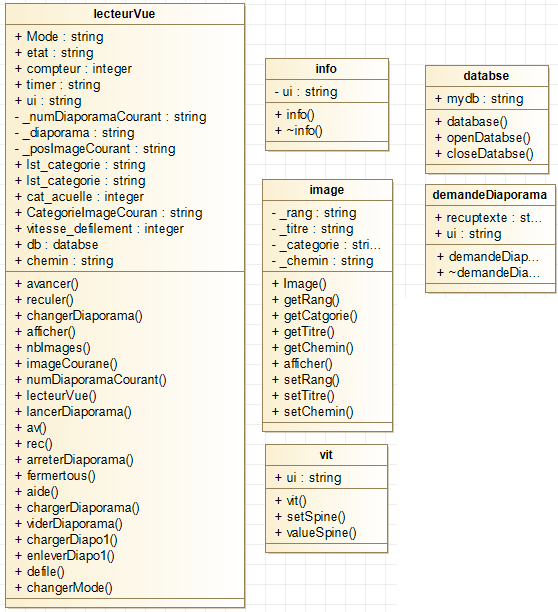 lecteurVue
+ Mode : string
+ etat : string
+ compteur : integer
+ timer : string
+ ui : string
- _numDiaporamaCourant : string
- _diaporama : string
- _posImageCourant : string
+ lst_categorie : string
+ lst_categorie : string
+ cat_acuelle : integer
+ CategorieImageCouran : string
+ vitesse_defilement : integer
+ db : databse
+ chemin : string
+ avancer()
+ reculer()
+ changerDiaporama()
+ afficher()
+ nbImages()
+ imageCourane()
+ numDiaporamaCourant()
+ lecteurVue()
+ lancerDiaporama()
+ av()
+ rec()
+ arreterDiaporama()
+ fermertous()
+ aide()
+ chargerDiaporama()
+ viderDiaporama()
+ chargerDiapo1()
+ enleverDiapo1()
+ defile()
+ changerMode()
info
- ui : string
+ info()
+ ~info()
databse
+ mydb : string
+ database()
+ openDatabse()
+ closeDatabse()
image
- _rang : string
- _titre : string
- _categorie : stri...
- _chemin : string
+ Image()
+ getRang()
+ getCatgorie()
+ getTitre()
+ getChemin()
+ afficher()
+ setRang()
+ setTitre()
+ setChemin()
demandeDiaporama
+ recuptexte : st...
+ ui : string
+ demandeDiap...
+ ~demandeDia...
vit
+ ui : string
+ vit()
+ setSpine()
+ valueSpine()